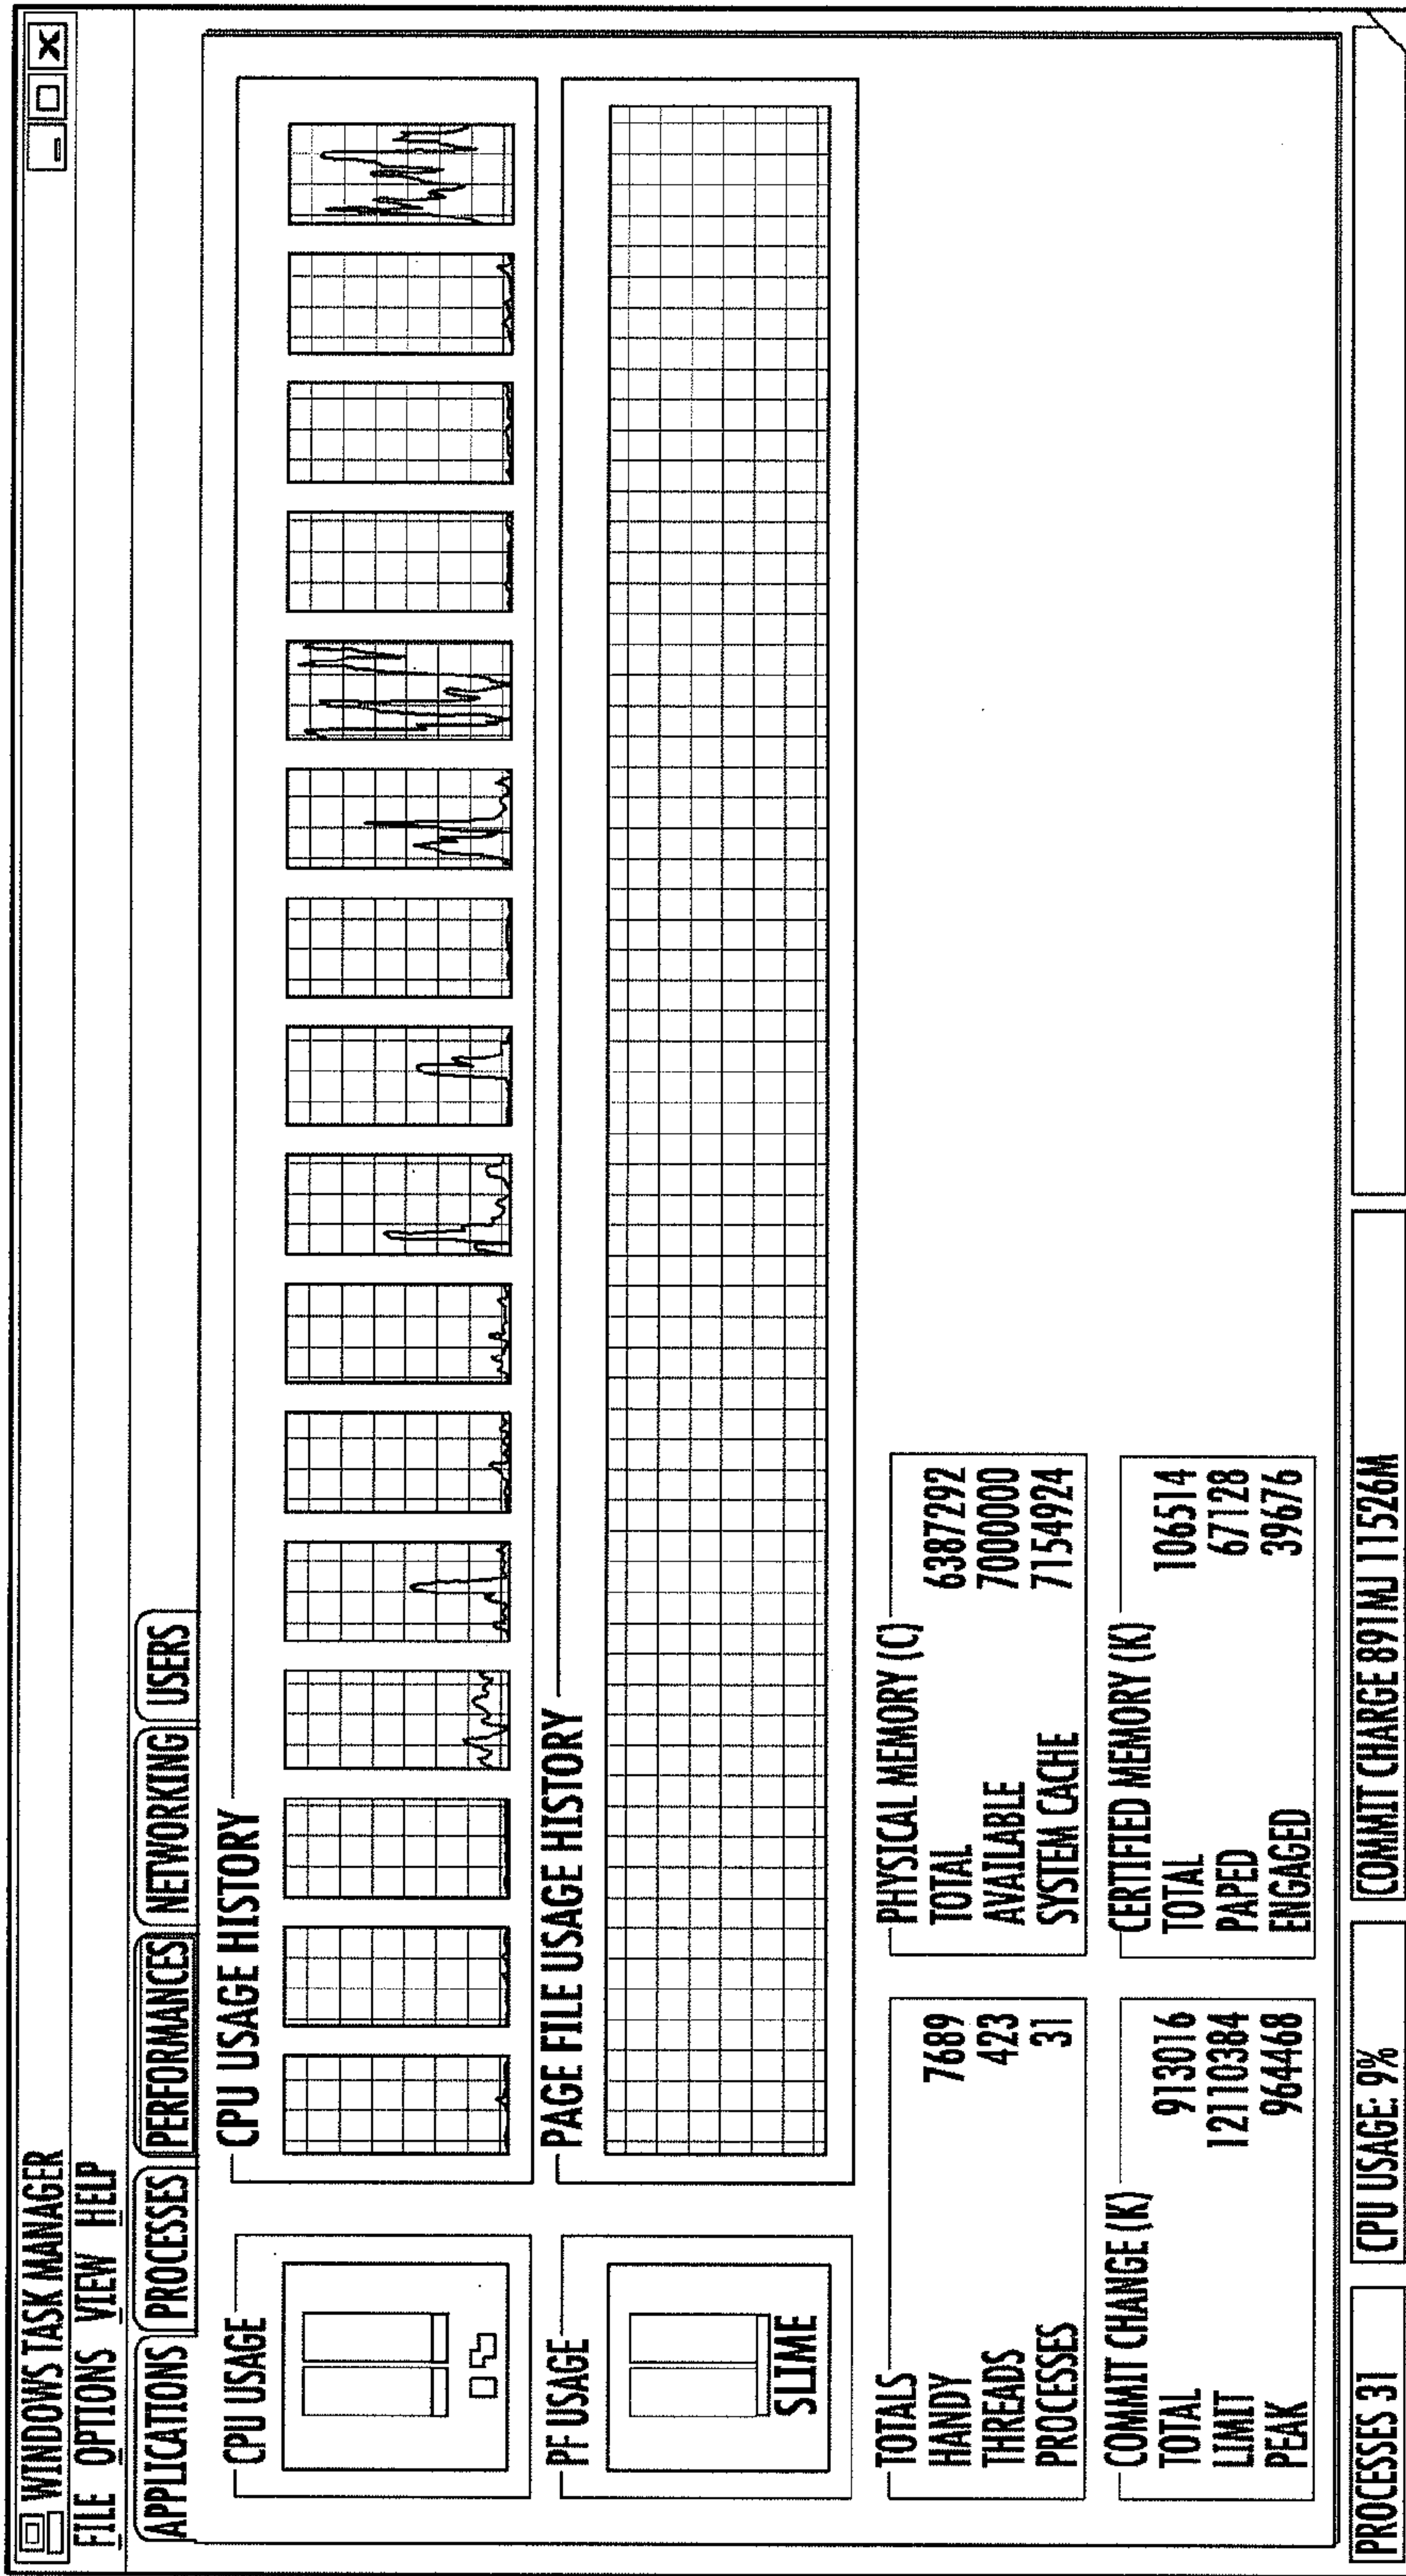 WINDOWS TASK MANAGER
FILE OPTIONS VIEW HELP
APPLICATIONS PROCESSES PERFORMANCES NETWORKING USERS
CPU USAGE
CPU USAGE HISTORY
PF USAGE
SLIME
PAGE FILE USAGE HISTORY
TOTALS
HANDY 7689
THREADS 423
PROCESSES 31
PHYSICAL MEMORY (C)
TOTAL 6387292
AVAILABLE 7000000
SYSTEM CACHE 7154924
COMMIT CHANGE (K)
TOTAL 913016
LIMIT 12110384
PEAK 964468
CERTIFIED MEMORY (K)
TOTAL 106514
PAPED 67128
ENGAGED 39676
PROCESSES 31
CPU USAGE: 9%
COMMIT CHARGE 891MJ 11526M